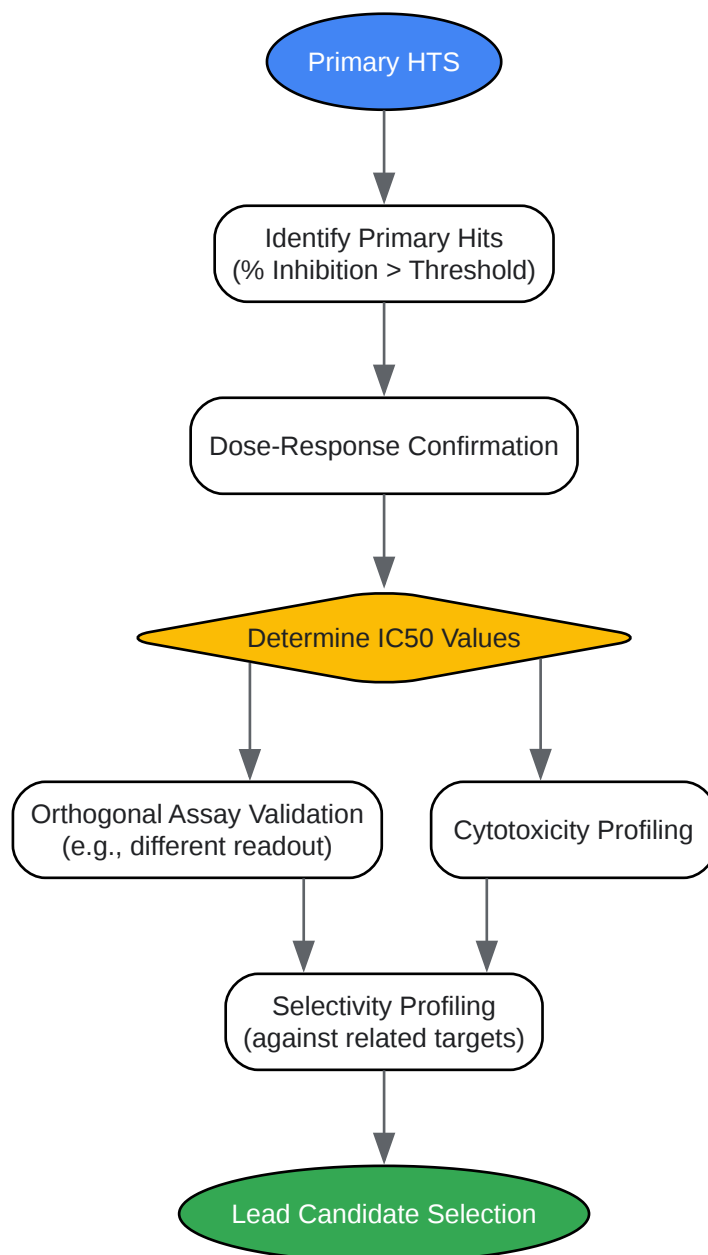 Primary HTS
Identify Primary Hits
(% Inhibition > Threshold)
Dose-Response Confirmation
Determine IC50 Values
Orthogonal Assay Validation
(e.g., different readout)
Cytotoxicity Profiling
Selectivity Profiling
(against related targets)
Lead Candidate Selection